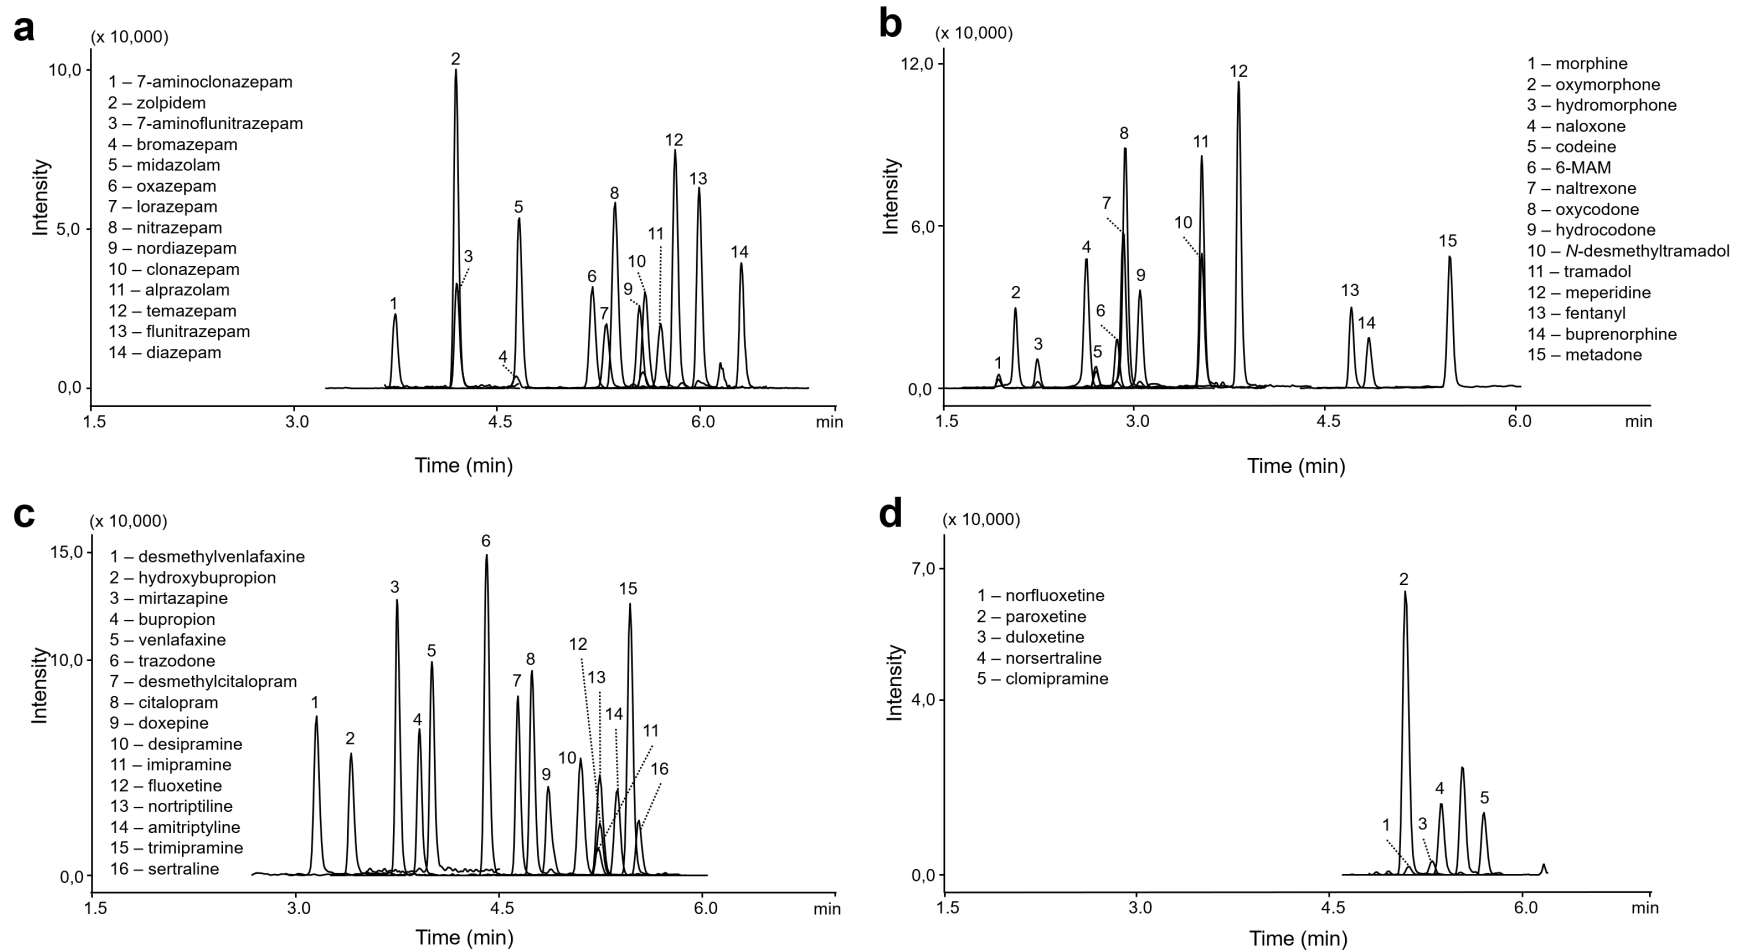 a
(x 10,000)
10,0
5,0
0,0
Intensity
1 – 7-aminoclonazepam
2 – zolpidem
3 – 7-aminoflunitrazepam
4 – bromazepam
5 – midazolam
6 – oxazepam
7 – lorazepam
8 – nitrazepam
9 – nordiazepam
10 – clonazepam
11 – alprazolam
12 – temazepam
13 – flunitrazepam
14 – diazepam
1
2
3
4
5
6
7
8
9
10
11
12
13
14
1.5 3.0 4.5 6.0 min
Time (min)
b
(x 10,000)
12,0
6,0
0,0
Intensity
1
2
3
4
5
6
7
8
9
10
11
12
13
14
15
1 – morphine
2 – oxymorphone
3 – hydromorphone
4 – naloxone
5 – codeine
6 – 6-MAM
7 – naltrexone
8 – oxycodone
9 – hydrocodone
10 – N-desmethyltramadol
11 – tramadol
12 – meperidine
13 – fentanyl
14 – buprenorphine
15 – metadone
1.5 3.0 4.5 6.0 min
Time (min)
c
(x 10,000)
15,0
10,0
0,0
Intensity
1 – desmethylvenlafaxine
2 – hydroxybupropion
3 – mirtazapine
4 – bupropion
5 – venlafaxine
6 – trazodone
7 – desmethylcitalopram
8 – citalopram
9 – doxepine
10 – desipramine
11 – imipramine
12 – fluoxetine
13 – nortriptiline
14 – amitriptyline
15 – trimipramine
16 – sertraline
1
2
3
4
5
6
7
8
9
10
12
13
14
15
11
16
1.5 3.0 4.5 6.0 min
Time (min)
d
(x 10,000)
7,0
4,0
0,0
Intensity
1 – norfluoxetine
2 – paroxetine
3 – duloxetine
4 – norsertraline
5 – clomipramine
1
2
3
4
5
1.5 3.0 4.5 6.0 min
Time (min)